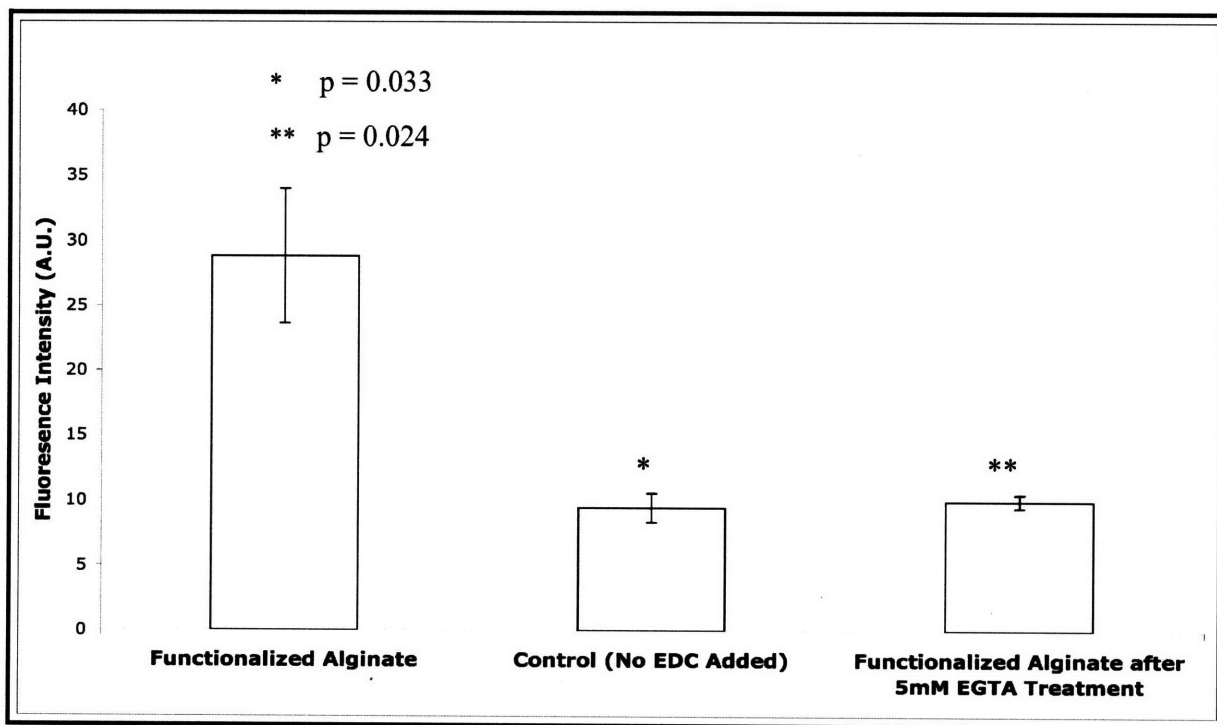 * p = 0.033
** p = 0.024
40
35
30
25
20
15
10
5
0
Fluoresence Intensity (A.U.)
*
**
Functionalized Alginate
Control (No EDC Added)
Functionalized Alginate after
5mM EGTA Treatment